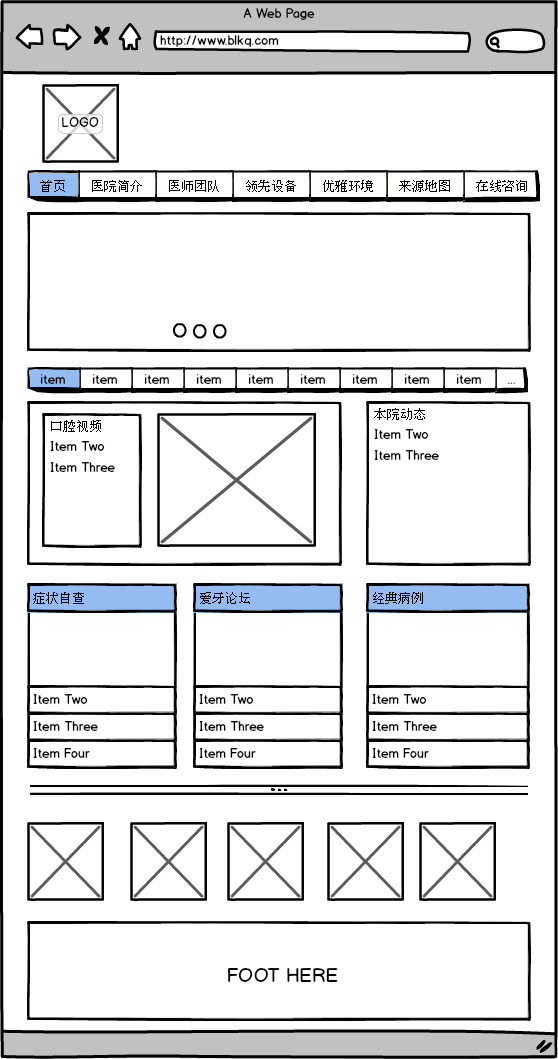 A Web Page
http://www.blkq.com
LOGO
首页 医院简介 医师团队 领先设备 优雅环境 来源地图 在线咨询
item item item item item item item item item ...
口腔视频
Item Two
Item Three
本院动态
Item Two
Item Three
症状自查
Item Two
Item Three
Item Four
爱牙论坛
Item Two
Item Three
Item Four
经典病例
Item Two
Item Three
Item Four
FOOT HERE